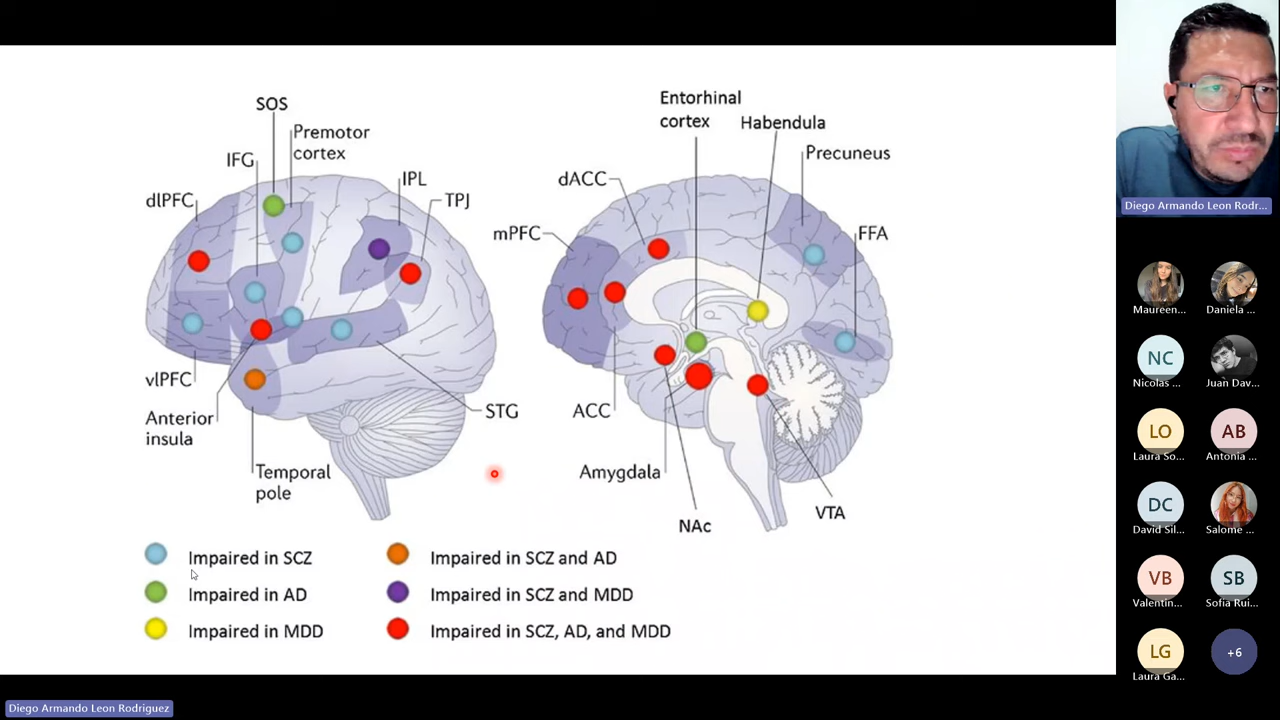 SOS
Premotor
cortex
IFG
IPL
dlPFC
TPJ
vlPFC
Anterior
insula
STG
Temporal
pole
Entorhinal
cortex
Habendula
Precuneus
dACC
mPFC
FFA
ACC
Amygdala
NAc
VTA
Impaired in SCZ
Impaired in AD
Impaired in MDD
Impaired in SCZ and AD
Impaired in SCZ and MDD
Impaired in SCZ, AD, and MDD
Diego Armando Leon Rodr...
Maureen...
Daniela ...
NC
Nicolas ...
Juan Dav...
LO
Laura So...
AB
Antonia ...
DC
David Sil...
Salome ...
VB
Valentin...
SB
Sofia Rui...
LG
Laura Ga...
+6
Diego Armando Leon Rodriguez